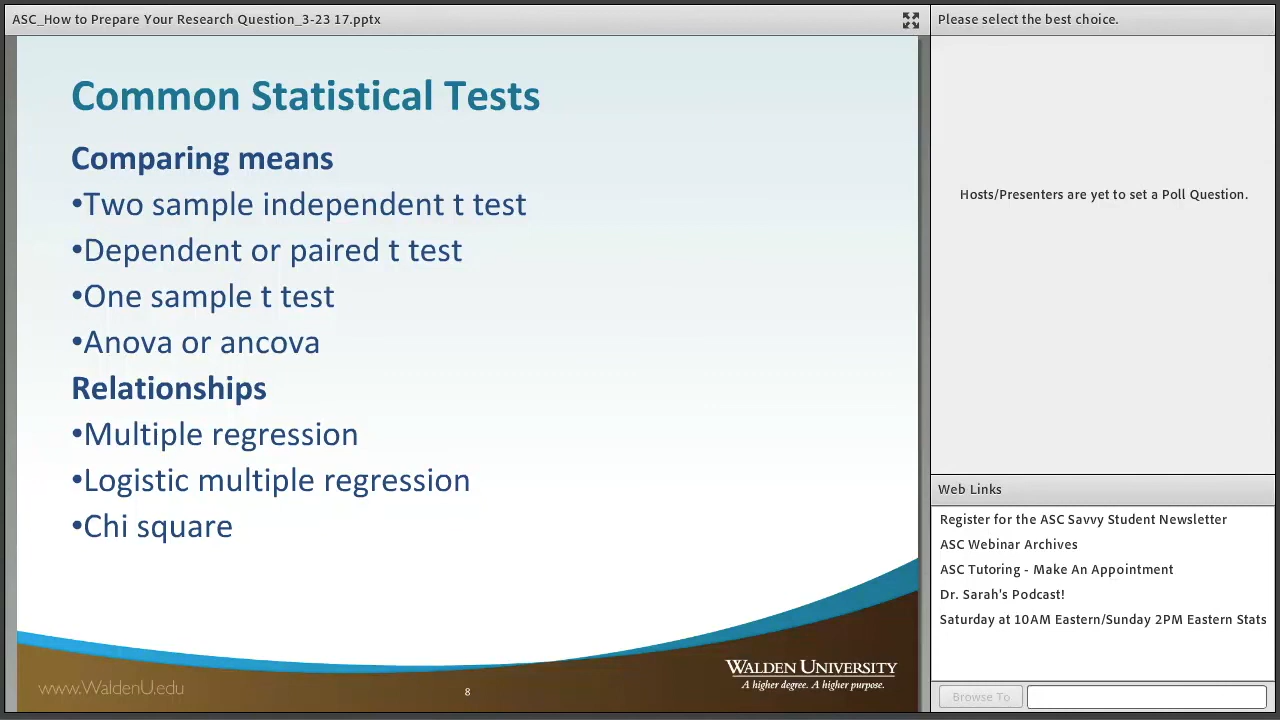 ASC_How to Prepare Your Research Question_3-23 17.pptx
Common Statistical Tests
Comparing means
•Two sample independent t test
•Dependent or paired t test
•One sample t test
•Anova or ancova
Relationships
•Multiple regression
•Logistic multiple regression
•Chi square
www.WaldenU.edu
8
WALDEN UNIVERSITY
A higher degree. A higher purpose.
Please select the best choice.
Hosts/Presenters are yet to set a Poll Question.
Web Links
Register for the ASC Savvy Student Newsletter
ASC Webinar Archives
ASC Tutoring - Make An Appointment
Dr. Sarah's Podcast!
Saturday at 10AM Eastern/Sunday 2PM Eastern Stats
Browse To